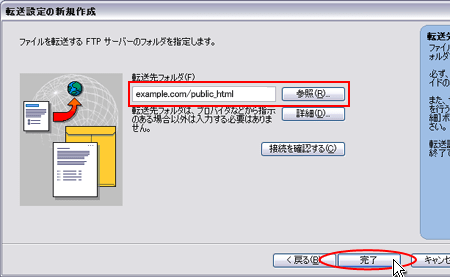 転送設定の新規作成
ファイルを転送する FTP サーバーのフォルダを指定します。
転送先フォルダ(F)
example.com/public_html
参照(R)...
転送先フォルダは、プロバイダなどから指示
のある場合以外は入力する必要はありま
せん。
詳細(D)...
接続を確認する(C)
< 戻る(B)
完了
キャンセ
転送先
ファイ
ォルダ
必ず、
イドの
また、
を行う
細]ボ
さい。
転送設
終了